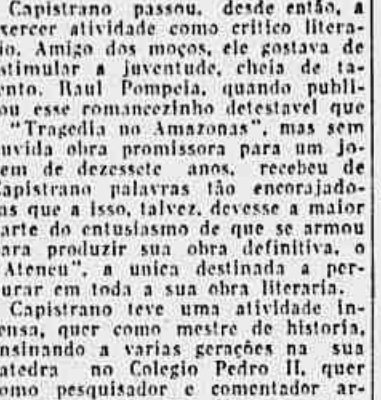 Capistrano passou, desde então, a
xercer atividade como critico litera-
io. Amigo dos moços, ele gostava de
stimular a juventude, cheia de ta-
ento. Raul Pompeia, quando publi-
ou esse romancezinho detestavel que
"Tragedia no Amazonas", mas sem
uvida obra promissora para um jo-
em de dezessete anos, recebeu de
Capistrano palavras tão encorajado-
as que a isso, talvez, devesse a maior
arte do entusiasmo de que se armou
ara produzir sua obra definitiva, o
Ateneu", a unica destinada a per-
urar em toda a sua obra literaria.
Capistrano teve uma atividade in-
ensa, quer como mestre de historia,
nsinando a varias gerações na sua
atedra no Colegio Pedro II, quer
omo pesquisador e comentador ar-